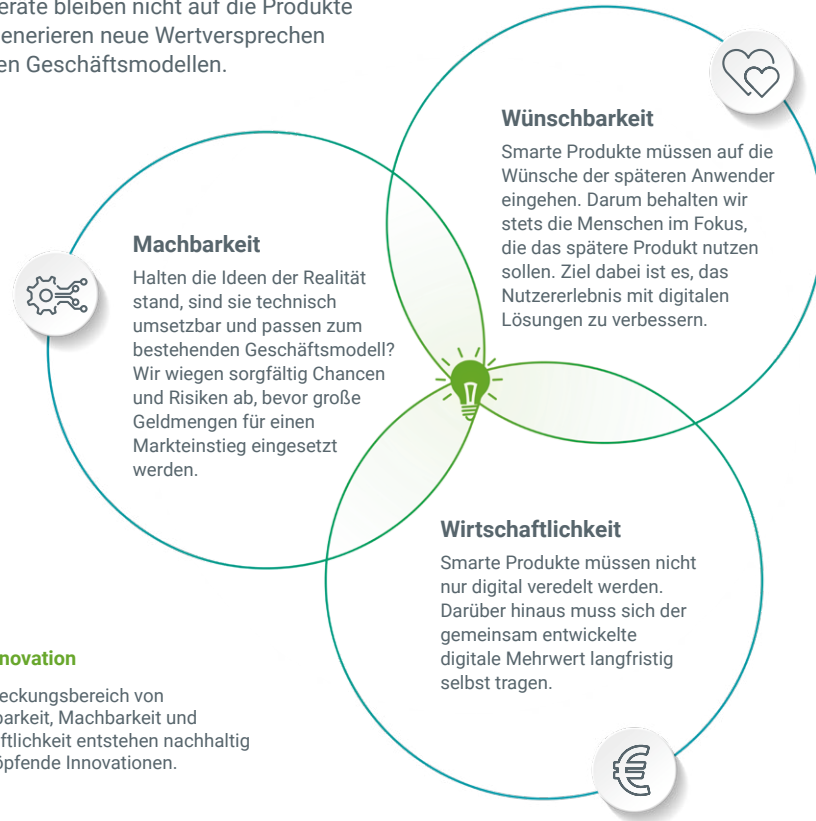 eräte bleiben nicht auf die Produkte
enerieren neue Wertversprechen
en Geschäftsmodellen.
Wünschbarkeit
Smarte Produkte müssen auf die
Wünsche der späteren Anwender
eingehen. Darum behalten wir
stets die Menschen im Fokus,
die das spätere Produkt nutzen
sollen. Ziel dabei ist es, das
Nutzererlebnis mit digitalen
Lösungen zu verbessern.
Machbarkeit
Halten die Ideen der Realität
stand, sind sie technisch
umsetzbar und passen zum
bestehenden Geschäftsmodell?
Wir wiegen sorgfältig Chancen
und Risiken ab, bevor große
Geldmengen für einen
Markteinstieg eingesetzt
werden.
Wirtschaftlichkeit
Smarte Produkte müssen nicht
nur digital veredelt werden.
Darüber hinaus muss sich der
gemeinsam entwickelte
digitale Mehrwert langfristig
selbst tragen.
novation
eckungsbereich von
barkeit, Machbarkeit und
ftlichkeit entstehen nachhaltig
öpfende Innovationen.
€